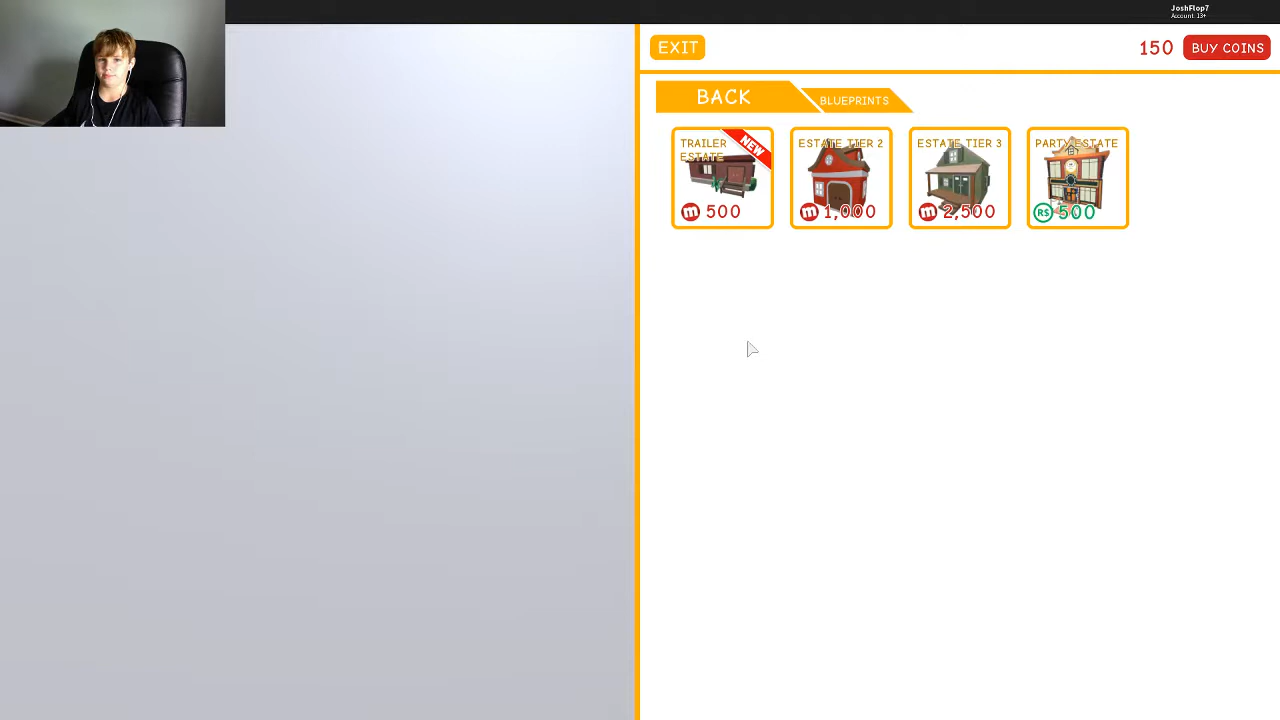 JoshFlop7
Account: 13+
EXIT
150
BUY COINS
BACK
BLUEPRINTS
TRAILER
ESTATE
NEW
m 500
ESTATE TIER 2
m 1,000
ESTATE TIER 3
m 2,500
PARTY ESTATE
R$ 500